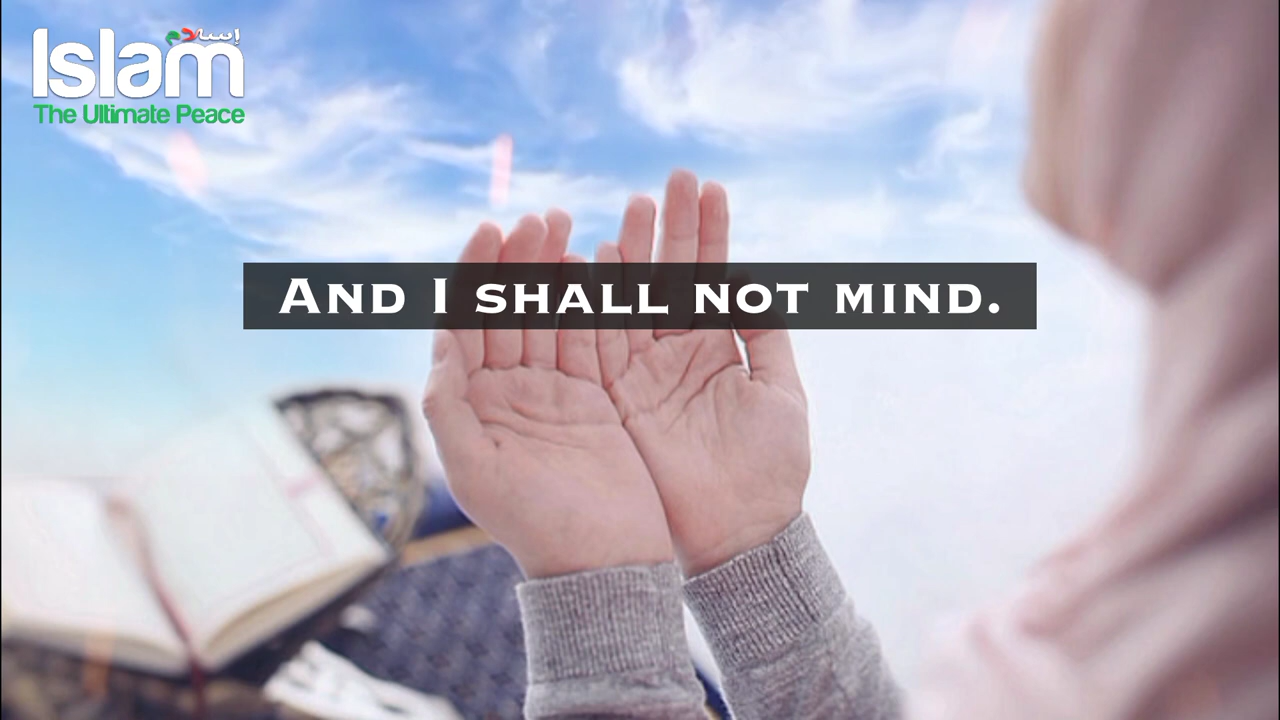 إسلام
Islam
The Ultimate Peace
And I shall not mind.